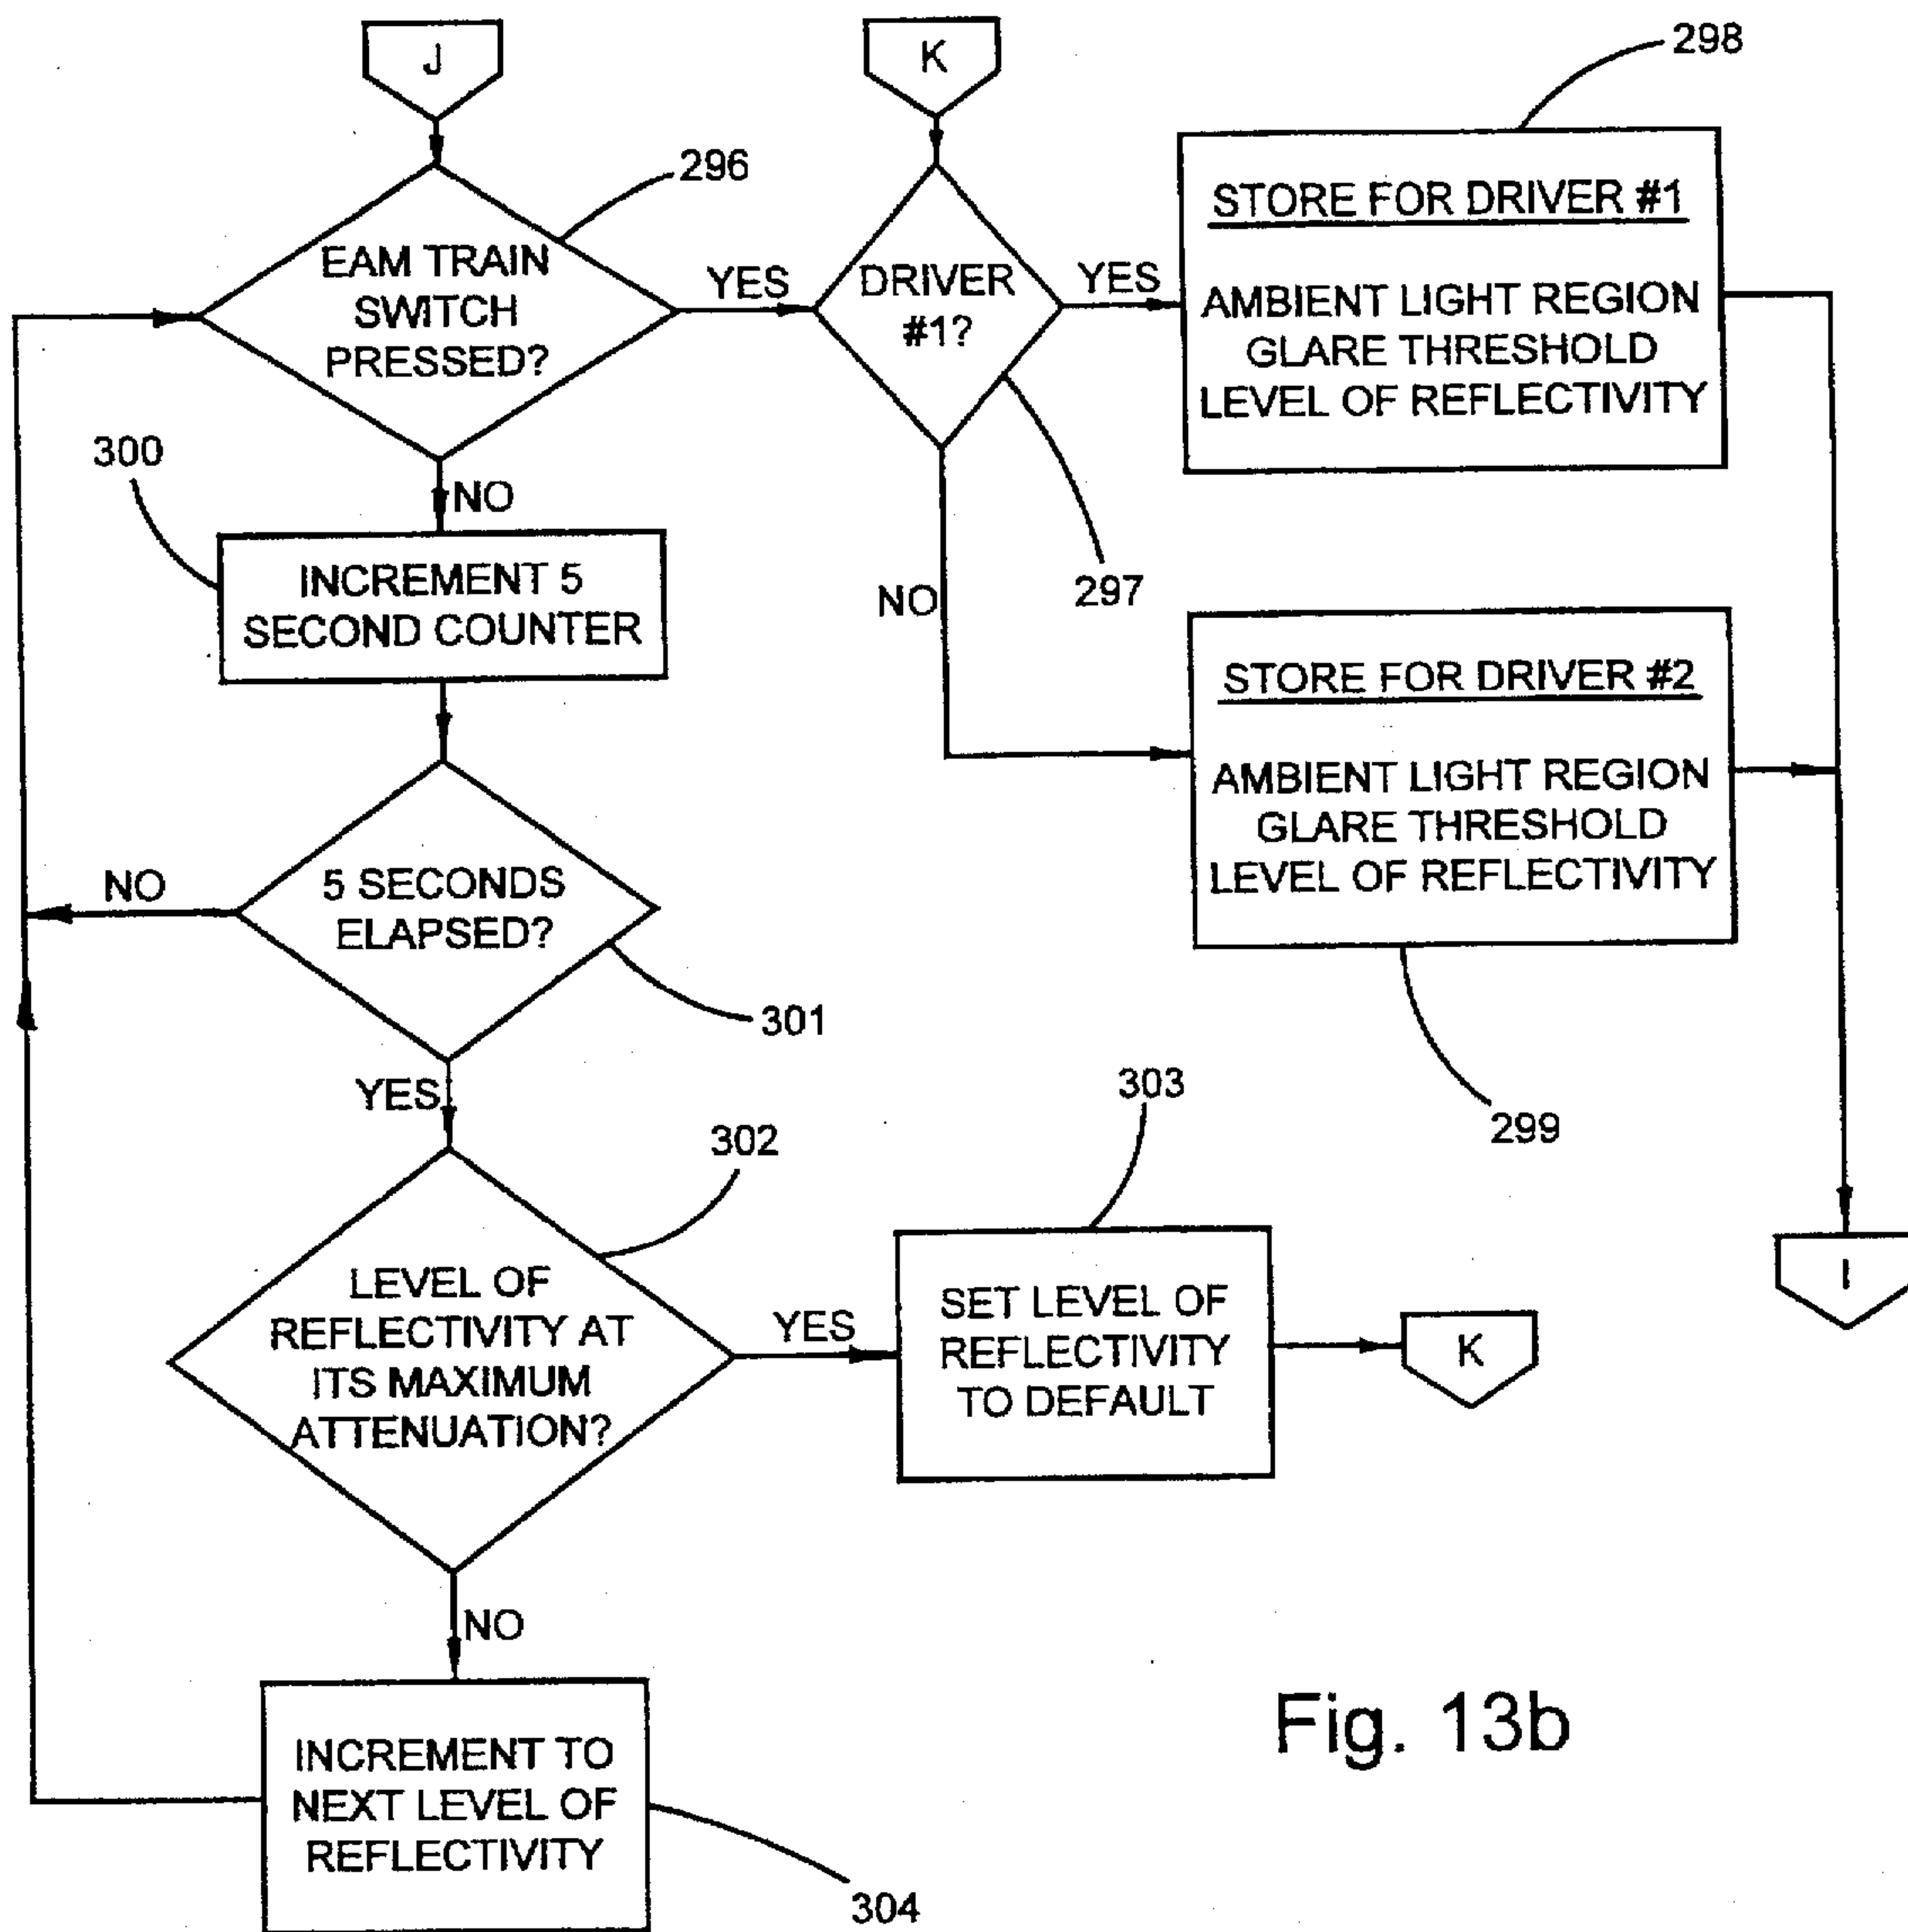 J
K
298
296
STORE FOR DRIVER #1
AMBIENT LIGHT REGION
GLARE THRESHOLD
LEVEL OF REFLECTIVITY
EAM TRAIN
SWITCH
PRESSED?
YES
DRIVER
#1?
YES
300
NO
297
NO
INCREMENT 5
SECOND COUNTER
STORE FOR DRIVER #2
AMBIENT LIGHT REGION
GLARE THRESHOLD
LEVEL OF REFLECTIVITY
NO
5 SECONDS
ELAPSED?
301
YES
299
303
302
LEVEL OF
REFLECTIVITY AT
ITS MAXIMUM
ATTENUATION?
YES
SET LEVEL OF
REFLECTIVITY
TO DEFAULT
K
I
NO
INCREMENT TO
NEXT LEVEL OF
REFLECTIVITY
304
Fig. 13b